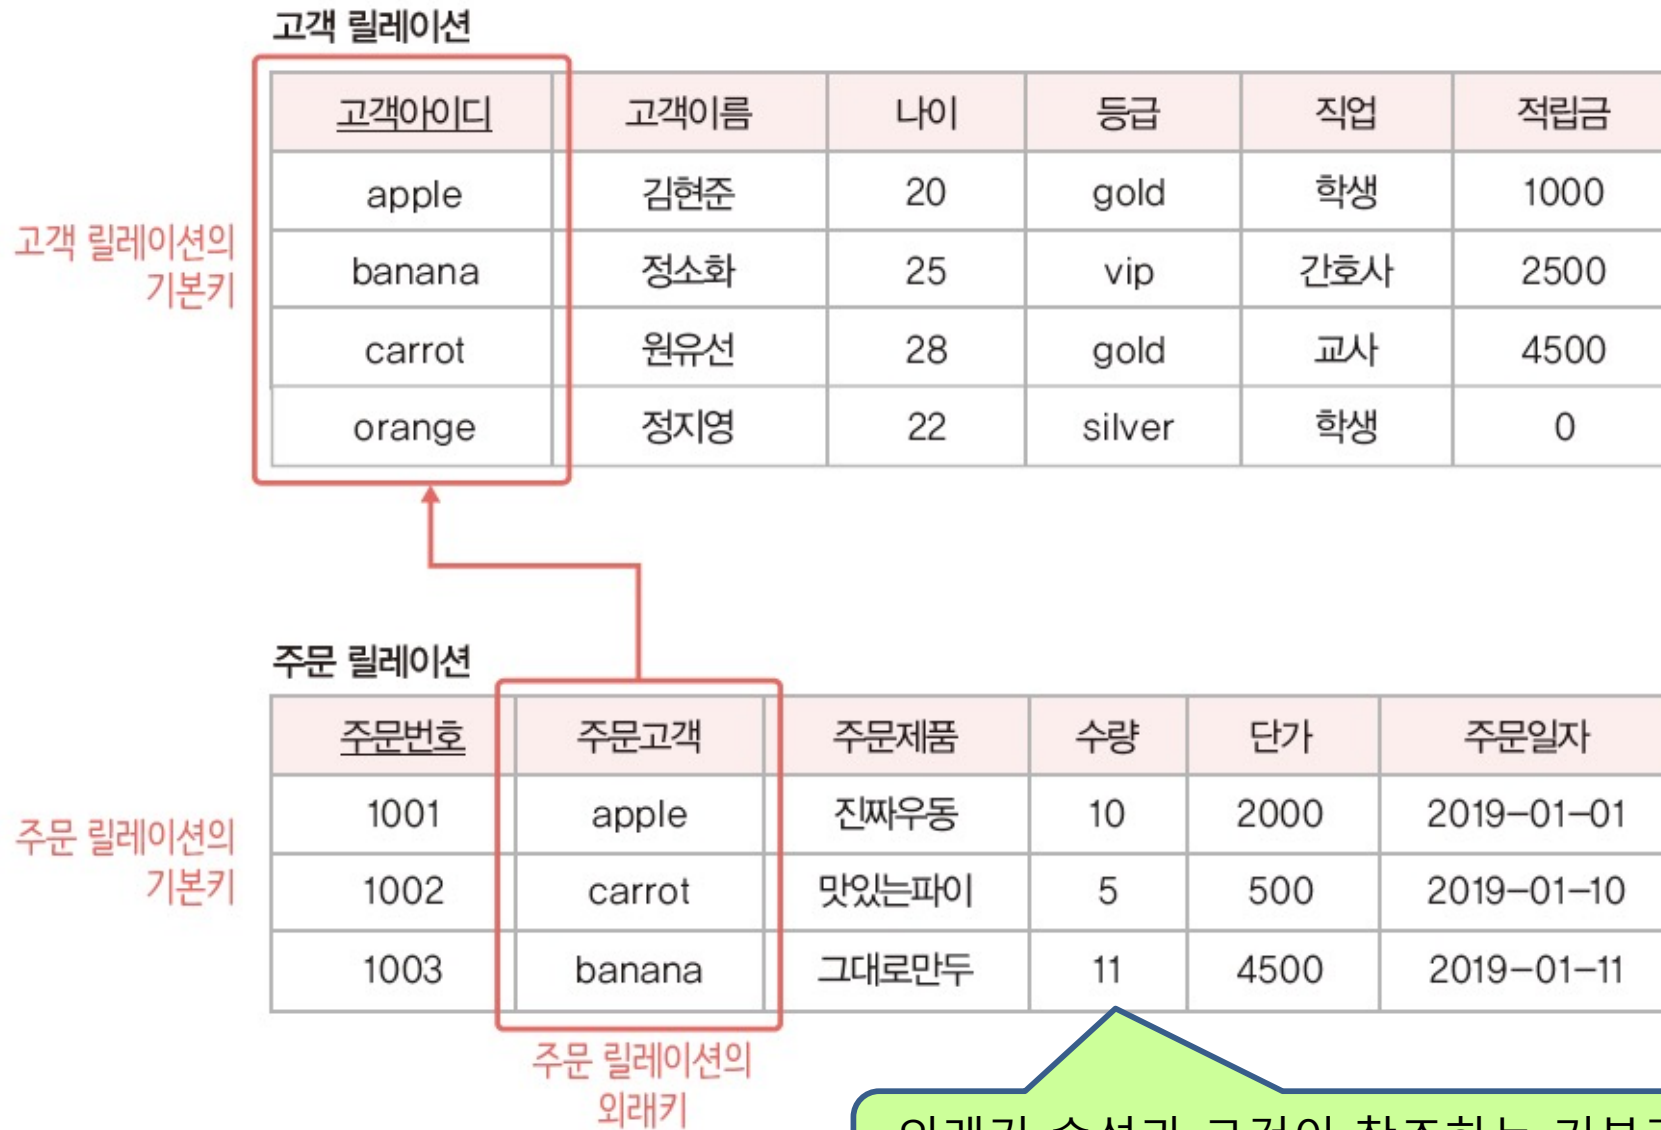 고객 릴레이션
고객아이디 고객이름 나이 등급 직업 적립금
apple 김현준 20 gold 학생 1000
고객 릴레이션의
기본키
banana 정소화 25 vip 간호사 2500
carrot 원유선 28 gold 교사 4500
orange 정지영 22 silver 학생 0
주문 릴레이션
주문번호 주문고객 주문제품 수량 단가 주문일자
1001 apple 진짜우동 10 2000 2019-01-01
주문 릴레이션의
기본키
1002 carrot 맛있는파이 5 500 2019-01-10
1003 banana 그대로만두 11 4500 2019-01-11
주문 릴레이션의
외래키